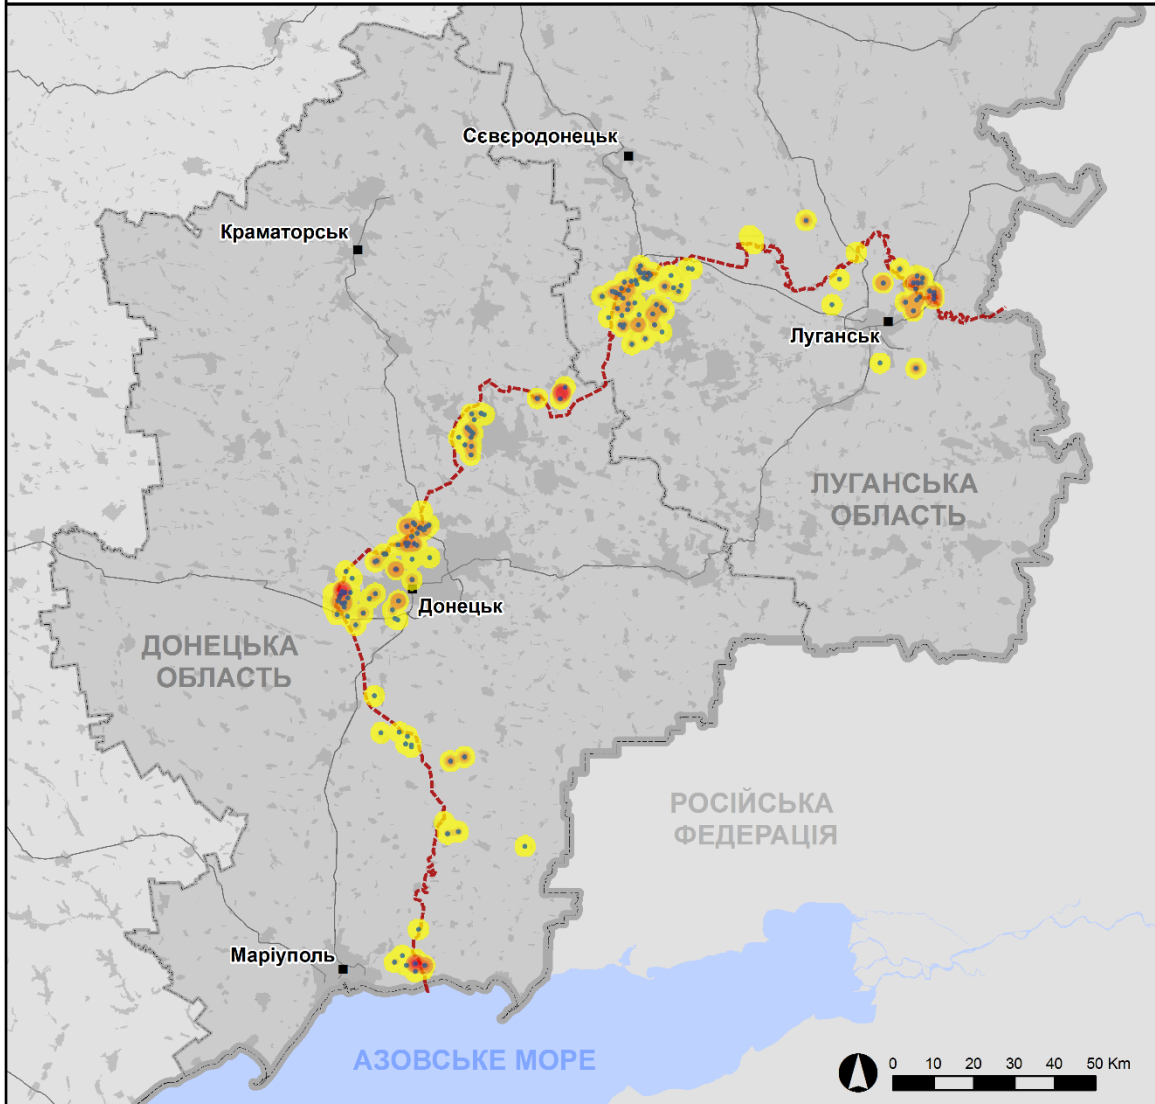 Сєвєродонецьк
Краматорськ
Луганськ
ЛУГАНСЬКА
ОБЛАСТЬ
Донецьк
ДОНЕЦЬКА
ОБЛАСТЬ
РОСІЙСЬКА
ФЕДЕРАЦІЯ
Маріуполь
АЗОВСЬКЕ МОРЕ
0 10 20 30 40 50 Km